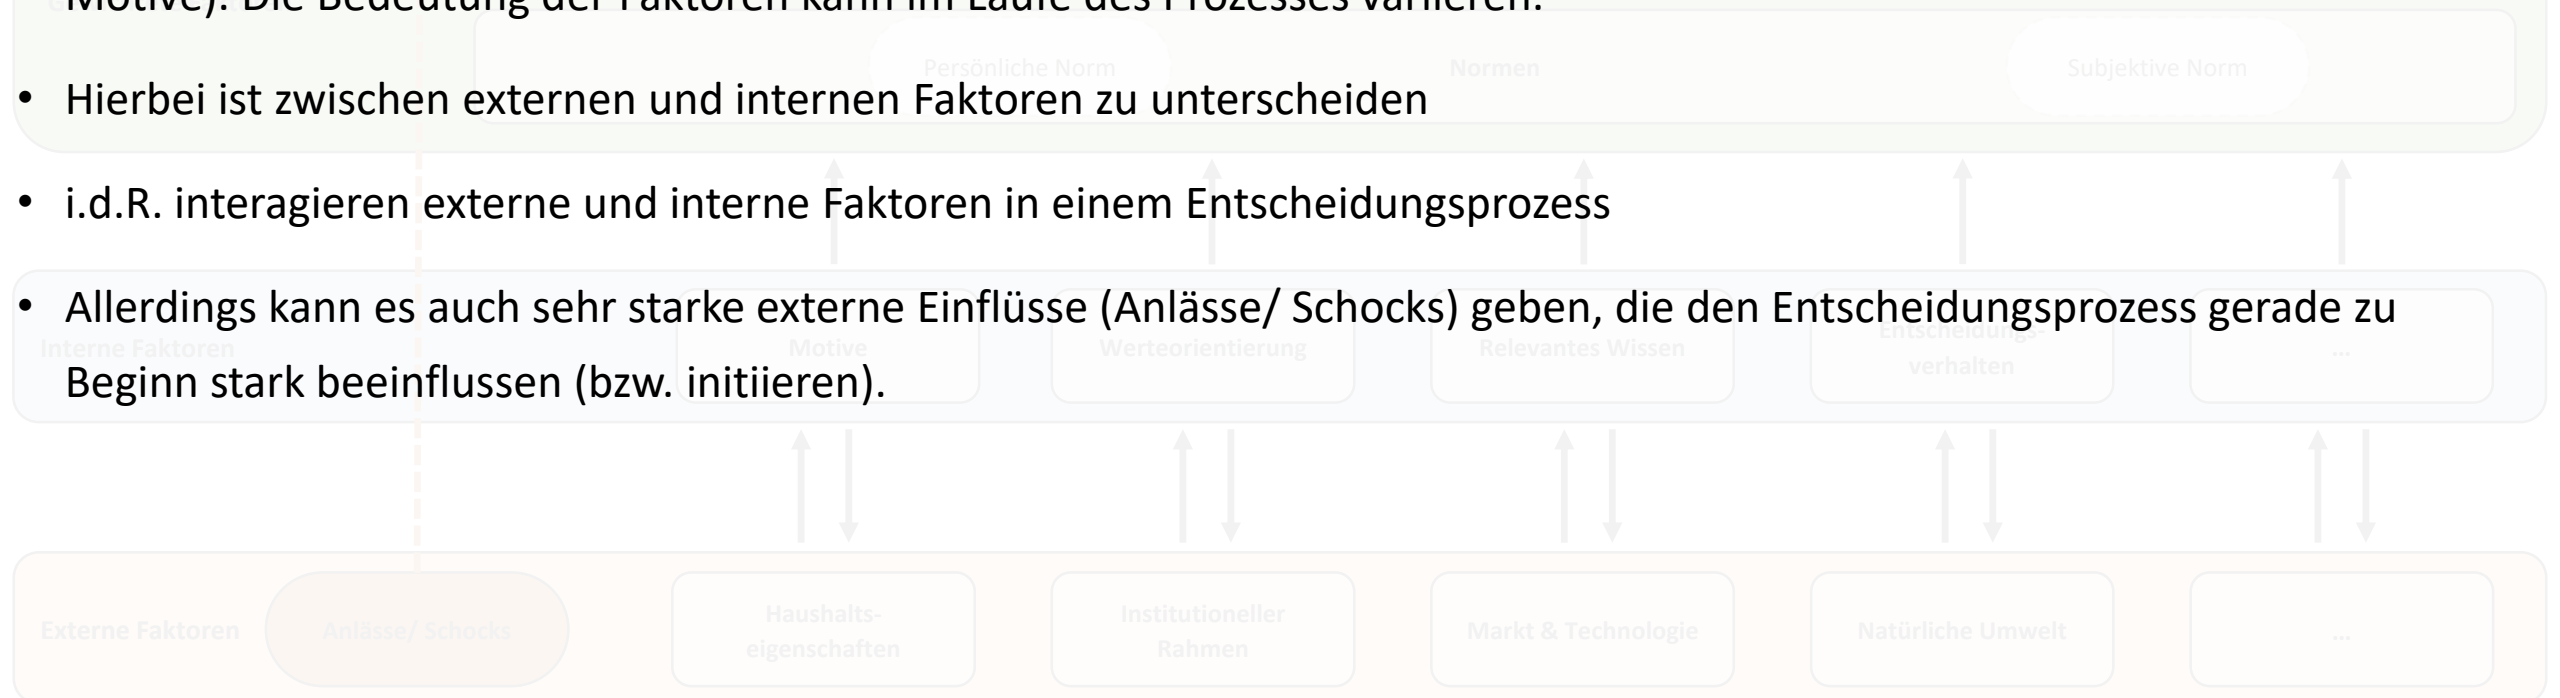 Motive). Die Bedeutung der Faktoren kann im Laufe des Prozesses variieren.
Persönliche Norm
Normen
Subjektive Norm
• Hierbei ist zwischen externen und internen Faktoren zu unterscheiden
• i.d.R. interagieren externe und interne Faktoren in einem Entscheidungsprozess
• Allerdings kann es auch sehr starke externe Einflüsse (Anlässe/ Schocks) geben, die den Entscheidungsprozess gerade zu
Beginn stark beeinflussen (bzw. initiieren).
Interne Faktoren
Motive
Werteorientierung
Relevantes Wissen
Entscheidungs-
verhalten
...
Externe Faktoren
Anlässe/ Schocks
Haushalts-
eigenschaften
Institutioneller
Rahmen
Markt & Technologie
Natürliche Umwelt
...